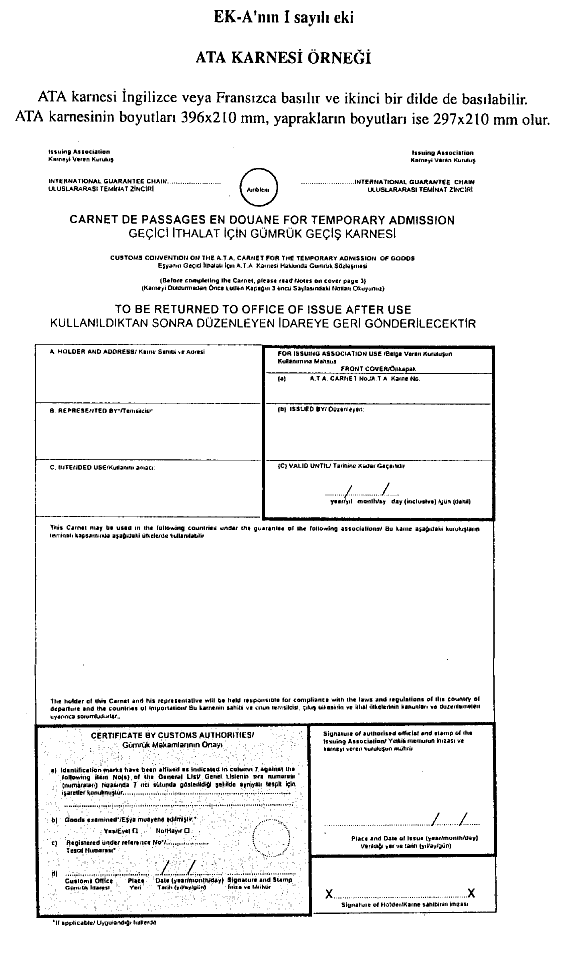 EK-A'nın I sayılı eki
ATA KARNESİ ÖRNEĞİ
ATA karnesi İngilizce veya Fransızca basılır ve ikinci bir dilde de basılabilir.
ATA karnesinin boyutları 396x210 mm, yaprakların boyutları ise 297x210 mm olur.
Issuing Association
Karneyi Veren Kuruluş
Issuing Association
Karneyi Veren Kuruluş
INTERNATIONAL GUARANTEE CHAIN
ULUSLARARASI TEMİNAT ZİNCİRİ
Amblem
INTERNATIONAL GUARANTEE CHAIN
ULUSLARARASI TEMİNAT ZİNCİRİ
CARNET DE PASSAGES EN DOUANE FOR TEMPORARY ADMISSION
GEÇİCİ İTHALAT İÇİN GÜMRÜK GEÇİŞ KARNESİ
CUSTOMS CONVENTION ON THE A.T.A. CARNET FOR THE TEMPORARY ADMISSION OF GOODS
Eşyanın Geçici İthalatı İçin A.T.A. Karnesi Hakkında Gümrük Sözleşmesi
(Before completing the Carnet, please read Notes on cover page 3)
(Karneyi Doldurmadan Önce Lütfen Kapağın 3 üncü Sayfasındaki Notları Okuyunuz)
TO BE RETURNED TO OFFICE OF ISSUE AFTER USE
KULLANILDIKTAN SONRA DÜZENLEYEN İDAREYE GERİ GÖNDERİLECEKTİR
A. HOLDER AND ADDRESS/ Karne Sahibi ve Adresi
FOR ISSUING ASSOCIATION USE /Belge Veren Kuruluşun
Kullanımına Mahsus
FRONT COVER/Önkapak
(a) A.T.A. CARNET No./A.T.A. Karne No.
B. REPRESENTED BY*/Temsilcisi*
(b) ISSUED BY/ Düzenleyen:
C. INTENDED USE/Kullanım amacı:
(C) VALID UNTIL/ Tarihine Kadar Geçerlidir
/ /
year/yıl month/ay day (inclusive) /gün (dahil)
This Carnet may be used in the following countries under the guarantee of the following associations/ Bu karne aşağıdaki kuruluşların
teminatı kapsamında aşağıdaki ülkelerde kullanılabilir
The holder of this Carnet and his representative will be held responsible for compliance with the laws and regulations of the country of
departure and the countries of importation/ Bu karnenin sahibi ve onun temsilcisi, çıkış ülkesinin ve ithal ülkelerinin kanunları ve düzenlemeleri
uyarınca sorumludurlar.
CERTIFICATE BY CUSTOMS AUTHORITIES/
Gümrük Makamlarının Onayı
a) Identification marks have been affixed as indicated in column 7 against the
following item No(s) of the General List/ Genel Listenin sıra numarası
(numaraları) hizasında 7 nci sütunda gösterildiği şekilde ayniyatı tespit için
işaretler konulmuştur
b) Goods examined*/Eşya muayene edilmiştir.*
Yes/Evet No/Hayır
c) Registered under reference No*/
Tescil Numarası*
(d) / /
Customs Office Place Date (year/month/day) Signature and Stamp
Gümrük İdaresi Yeri Tarih (yıl/ay/gün) İmza ve Mühür
Signature of authorised official and stamp of the
Issuing Association/ Yetkili memurun imzası ve
karneyi veren kuruluşun mührü
/ /
Place and Date of Issue (year/month/day)
Verildiği yer ve tarih (yıl/ay/gün)
X X
Signature of Holder/Karne sahibinin imzası
*If applicable/ Uygulandığı hallerde